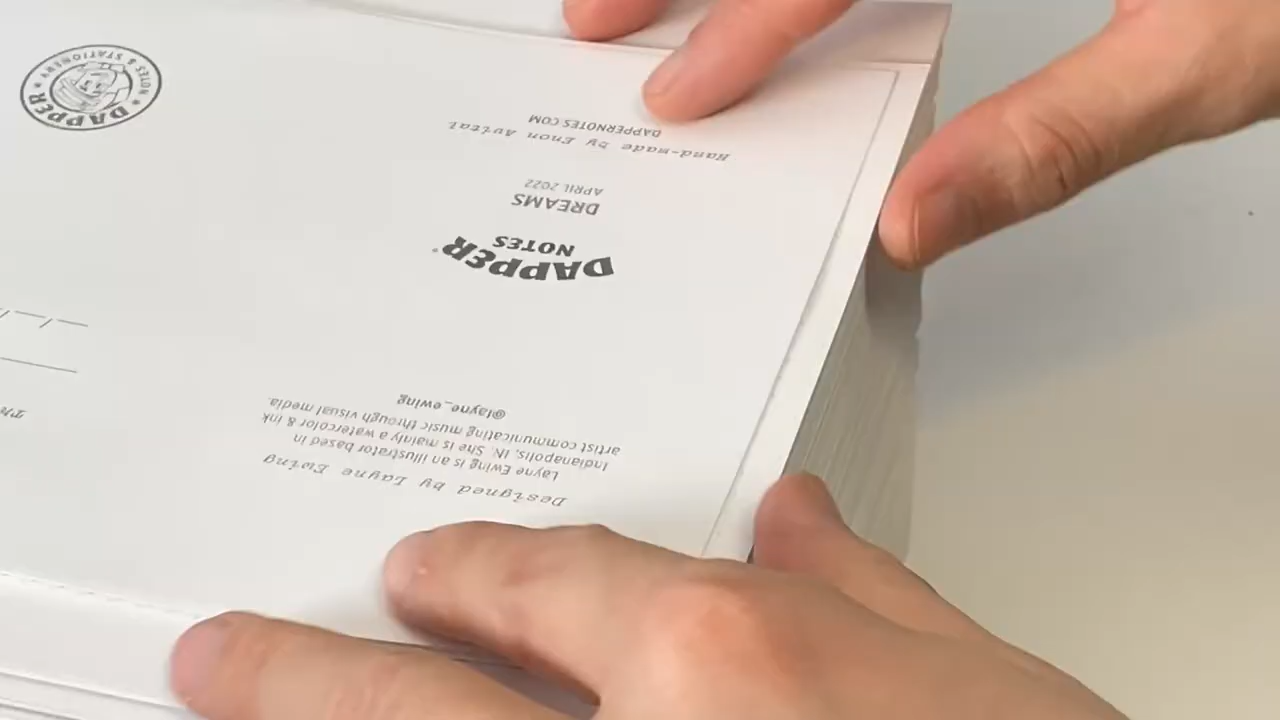 Designed by Layne Ewing
Layne Ewing is an illustrator based in
Indianapolis, IN. She is mainly a watercolor & ink
artist communicating music through visual media.
@layne_ewing
DAPPER
NOTES
DREAMS
APRIL 2022
Hand-made by Enon Avital
DAPPERNOTES.COM
DAPPER
NOTES & STATIONERY